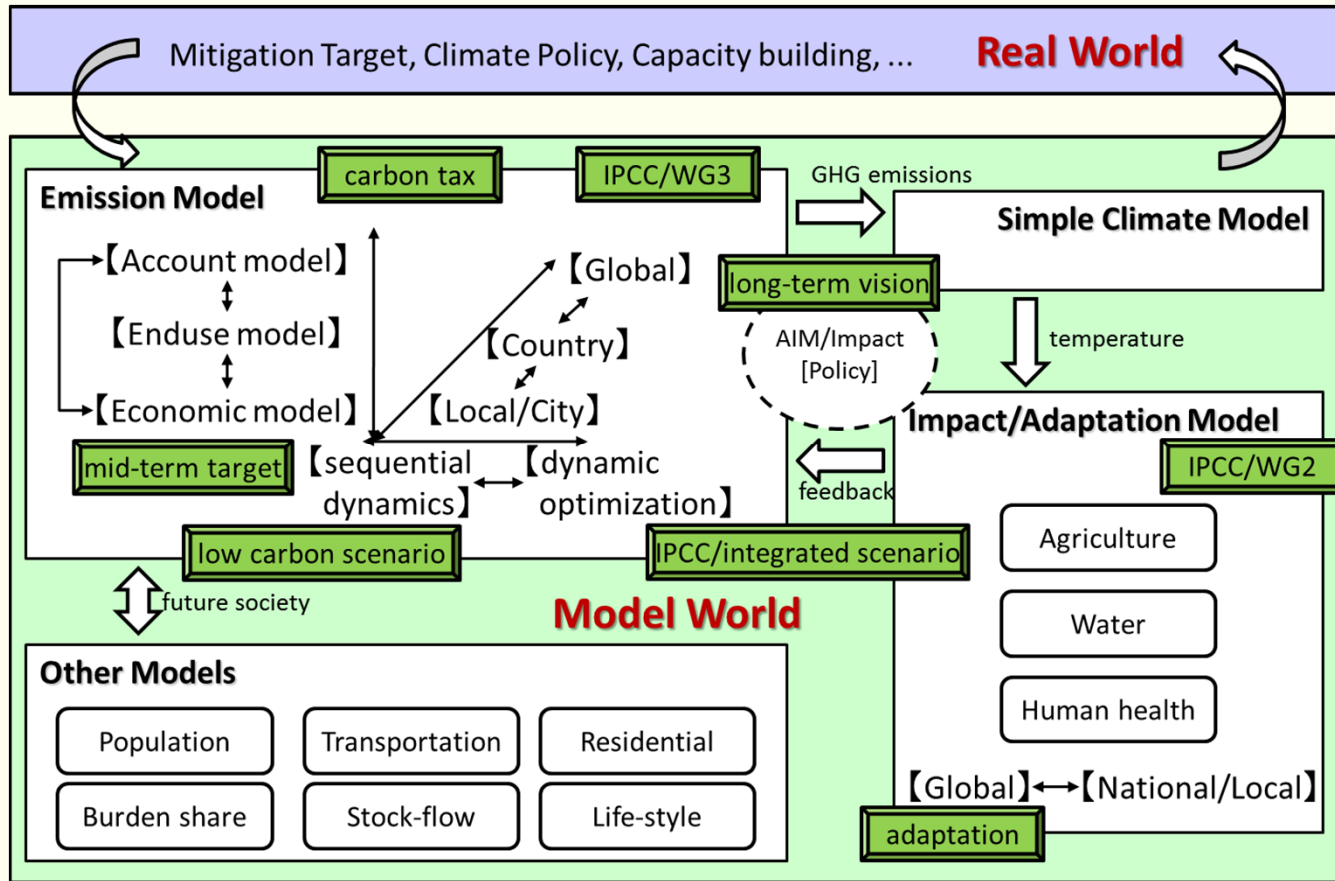 Mitigation Target, Climate Policy, Capacity building, ...
Real World
carbon tax
IPCC/WG3
Emission Model
【Account model】
【Enduse model】
【Economic model】
【Global】
【Country】
【Local/City】
mid-term target
【sequential
dynamics】
【dynamic
optimization】
low carbon scenario
IPCC/integrated scenario
GHG emissions
Simple Climate Model
long-term vision
AIM/Impact
[Policy]
temperature
feedback
Impact/Adaptation Model
IPCC/WG2
Agriculture
Water
Human health
【Global】
【National/Local】
adaptation
future society
Model World
Other Models
Population
Transportation
Residential
Burden share
Stock-flow
Life-style